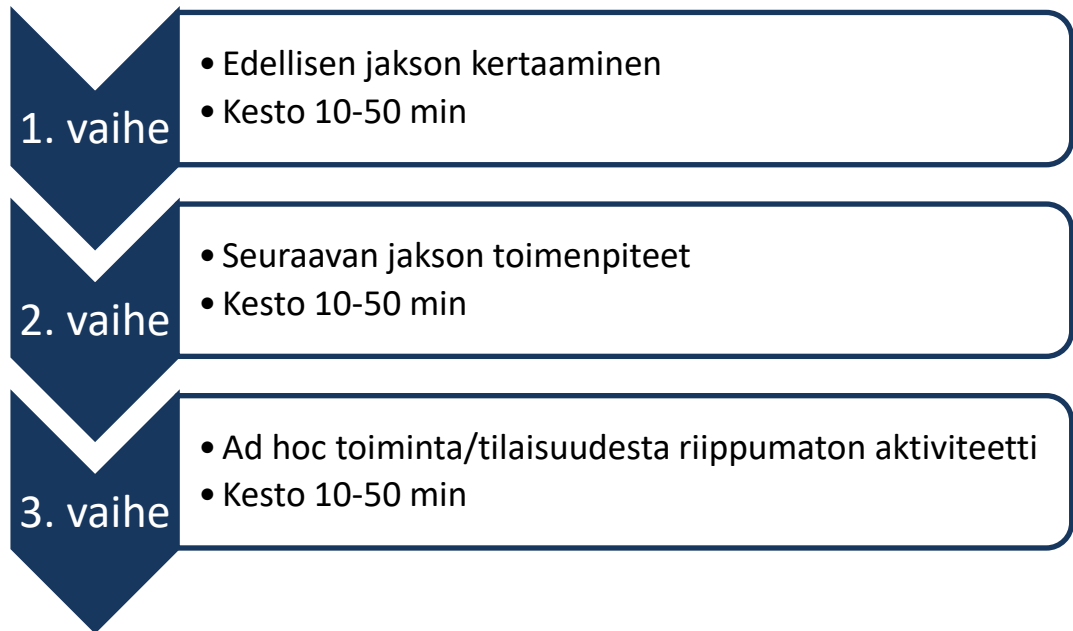 1. vaihe
• Edellisen jakson kertaaminen
• Kesto 10-50 min
2. vaihe
• Seuraavan jakson toimenpiteet
• Kesto 10-50 min
3. vaihe
• Ad hoc toiminta/tilaisuudesta riippumaton aktiviteetti
• Kesto 10-50 min